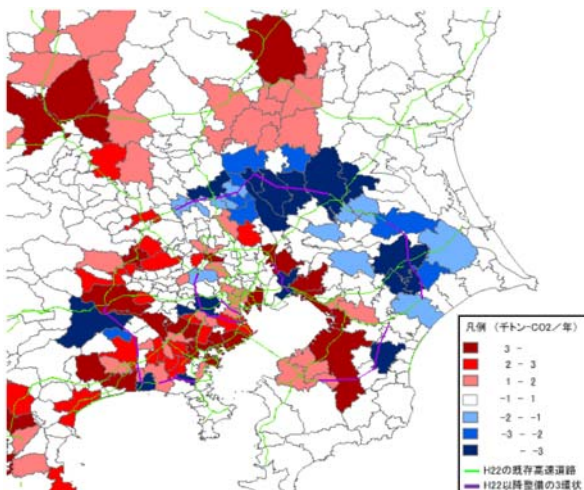 凡例 (千トン-CO2/年)
3 -
2 - 3
1 - 2
-1 - 1
-2 - -1
-3 - -2
- -3
H22の既存高速道路
H22以降整備の3環状